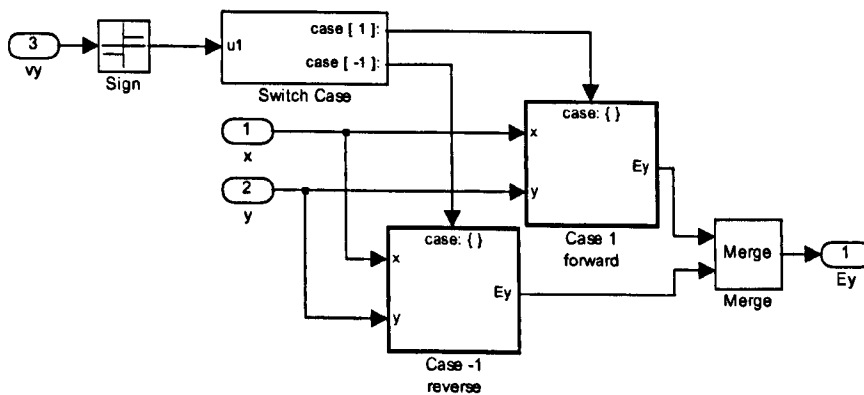 3
vy
Sign
u1
case [ 1 ]:
case [ -1 ]:
Switch Case
1
x
2
y
case: { }
x
y
Ey
Case 1
forward
case: { }
x
y
Ey
Case -1
reverse
Merge
Merge
1
Ey